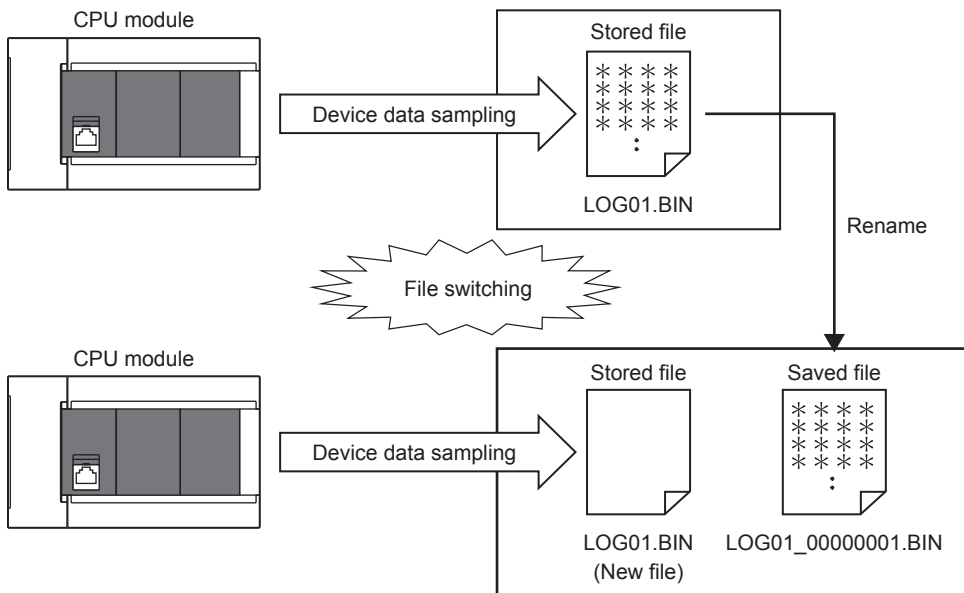 CPU module
Stored file
Device data sampling
＊＊＊＊
＊＊＊＊
＊＊＊＊
＊＊＊＊
:
LOG01.BIN
Rename
File switching
CPU module
Stored file
Saved file
Device data sampling
＊＊＊＊
＊＊＊＊
＊＊＊＊
＊＊＊＊
:
LOG01.BIN
(New file)
LOG01_00000001.BIN